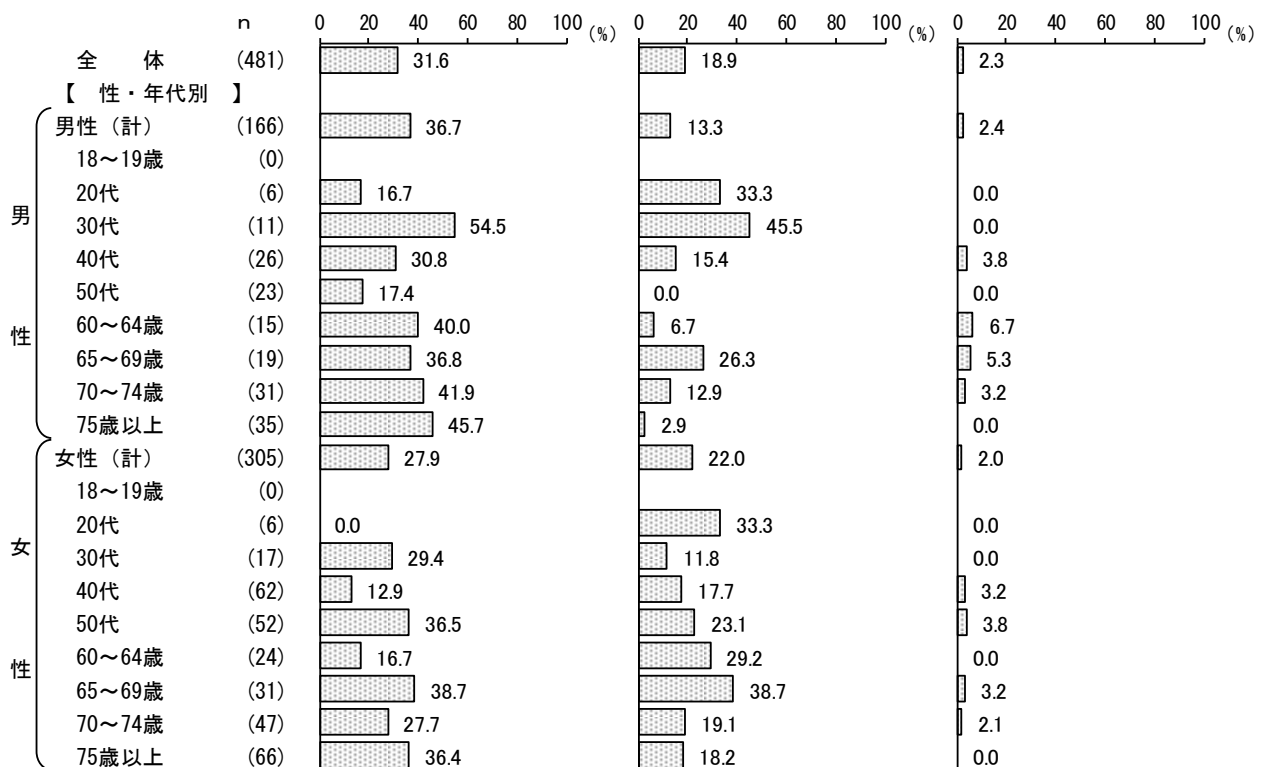 n 0 20 40 60 80 100 (%) 0 20 40 60 80 100 (%) 0 20 40 60 80 100 (%)
全 体 (481) 31.6 18.9 2.3
【 性・年代別 】
男性（計） (166) 36.7 13.3 2.4
18～19歳 (0)
20代 (6) 16.7 33.3 0.0
男
30代 (11) 54.5 45.5 0.0
40代 (26) 30.8 15.4 3.8
50代 (23) 17.4 0.0 0.0
性
60～64歳 (15) 40.0 6.7 6.7
65～69歳 (19) 36.8 26.3 5.3
70～74歳 (31) 41.9 12.9 3.2
75歳以上 (35) 45.7 2.9 0.0
女性（計） (305) 27.9 22.0 2.0
18～19歳 (0)
20代 (6) 0.0 33.3 0.0
女
30代 (17) 29.4 11.8 0.0
40代 (62) 12.9 17.7 3.2
50代 (52) 36.5 23.1 3.8
60～64歳 (24) 16.7 29.2 0.0
性
65～69歳 (31) 38.7 38.7 3.2
70～74歳 (47) 27.7 19.1 2.1
75歳以上 (66) 36.4 18.2 0.0